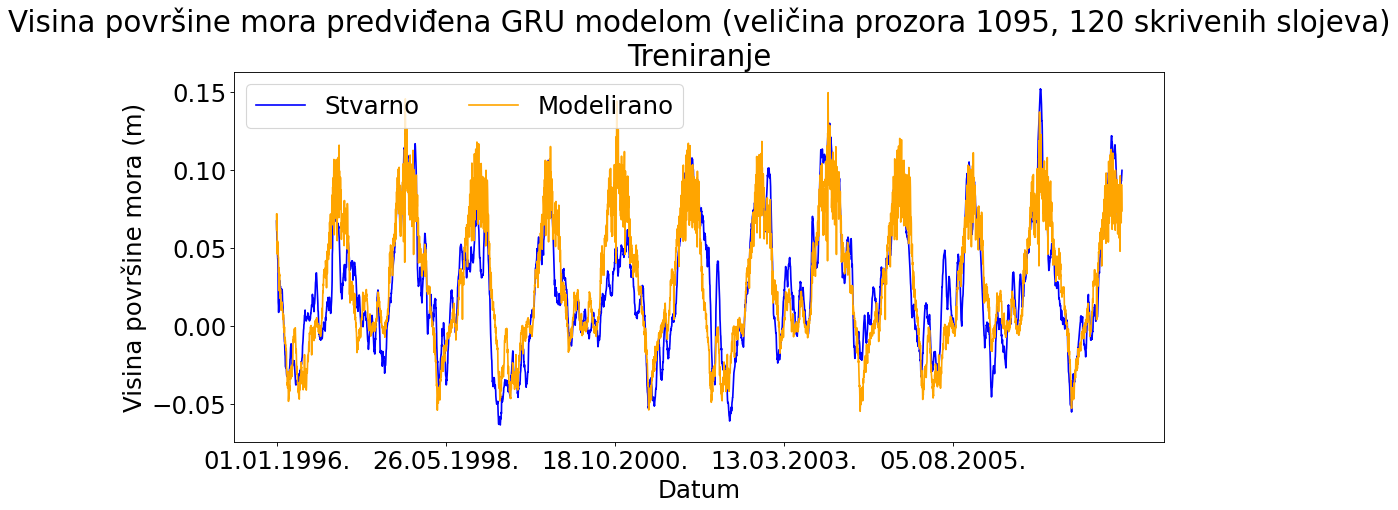 Visina površine mora predviđena GRU modelom (veličina prozora 1095, 120 skrivenih slojeva)
Treniranje
Stvarno
Modelirano
Visina površine mora (m)
0.15
0.10
0.05
0.00
−0.05
01.01.1996.
26.05.1998.
18.10.2000.
13.03.2003.
05.08.2005.
Datum